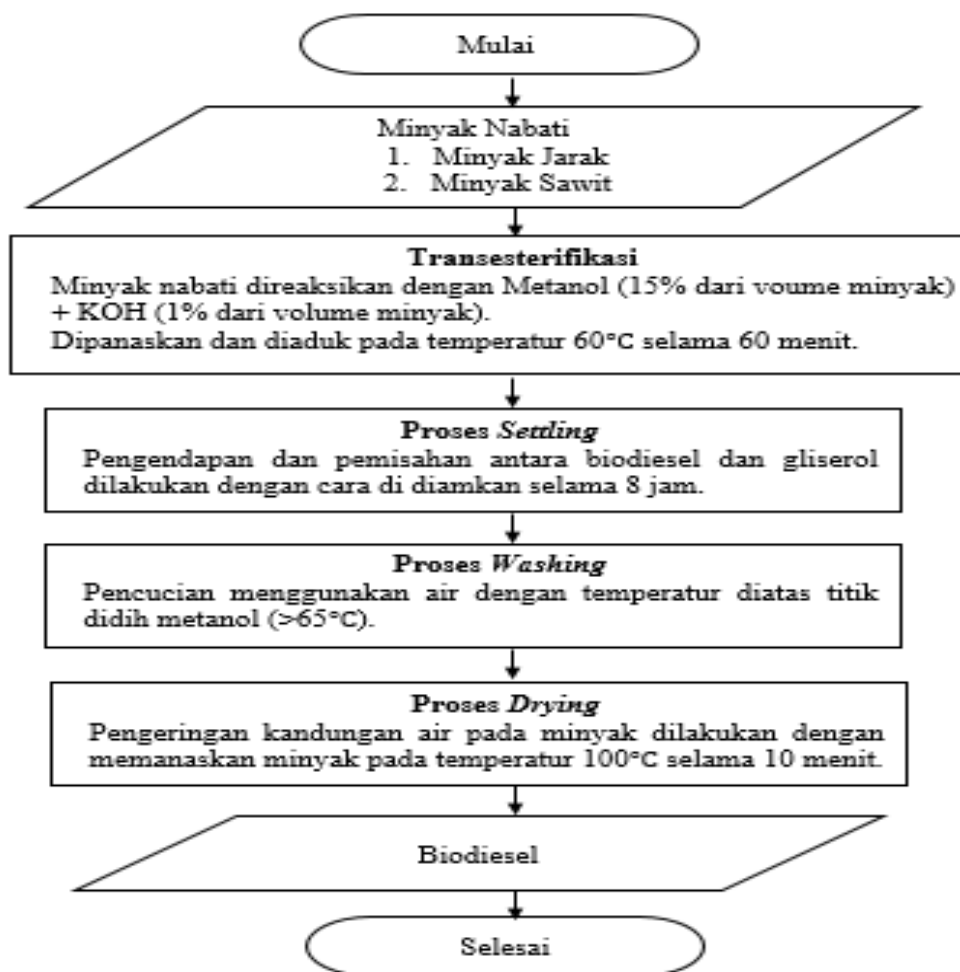 Mulai
Minyak Nabati
1. Minyak Jarak
2. Minyak Sawit
Transesterifikasi
Minyak nabati direaksikan dengan Metanol (15% dari voume minyak)
+ KOH (1% dari volume minyak).
Dipanaskan dan diaduk pada temperatur 60°C selama 60 menit.
Proses Settling
Pengendapan dan pemisahan antara biodiesel dan gliserol
dilakukan dengan cara di diamkan selama 8 jam.
Proses Washing
Pencucian menggunakan air dengan temperatur diatas titik
didih metanol (>65°C).
Proses Drying
Pengeringan kandungan air pada minyak dilakukan dengan
memanaskan minyak pada temperatur 100°C selama 10 menit.
Biodiesel
Selesai